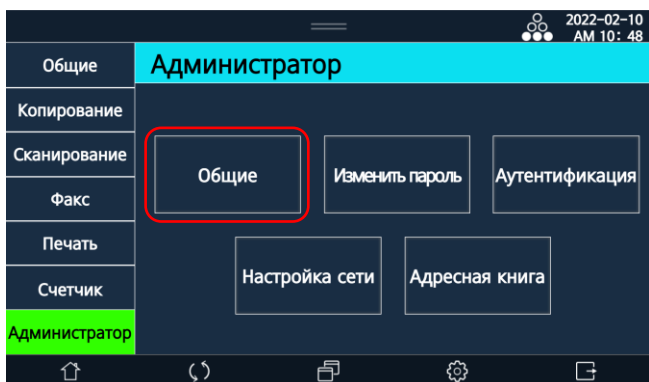 2022-02-10
AM 10: 48
Общие
Копирование
Сканирование
Факс
Печать
Счетчик
Администратор
Администратор
Общие
Изменить пароль
Аутентификация
Настройка сети
Адресная книга